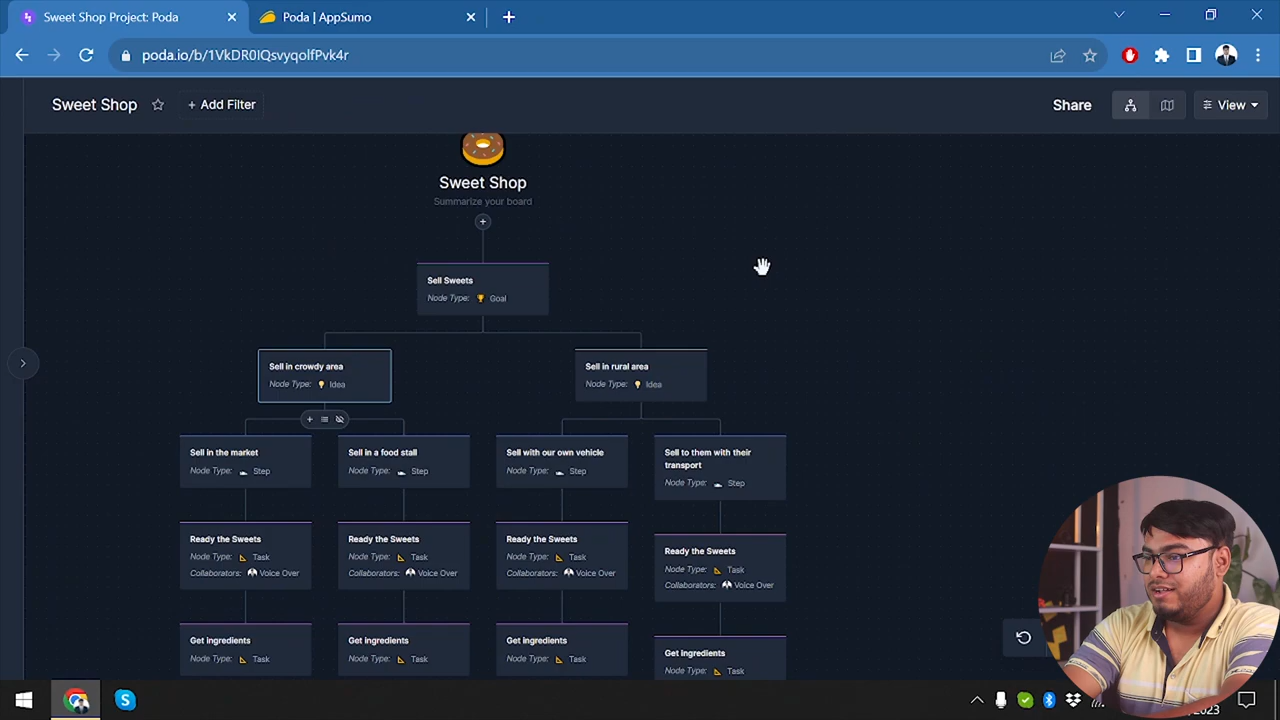 Sweet Shop Project: Poda
Poda | AppSumo
poda.io/b/1VkDR0IQsvyqolfPvk4r
Sweet Shop
+ Add Filter
Share
View
Sweet Shop
Summarize your board
Sell Sweets
Node Type: Goal
Sell in crowdy area
Node Type: Idea
Sell in rural area
Node Type: Idea
Sell in the market
Node Type: Step
Sell in a food stall
Node Type: Step
Sell with our own vehicle
Node Type: Step
Sell to them with their
transport
Node Type: Step
Ready the Sweets
Node Type: Task
Collaborators: Voice Over
Ready the Sweets
Node Type: Task
Collaborators: Voice Over
Ready the Sweets
Node Type: Task
Collaborators: Voice Over
Ready the Sweets
Node Type: Task
Collaborators: Voice Over
Get ingredients
Node Type: Task
Get ingredients
Node Type: Task
Get ingredients
Node Type: Task
Get Ingredients
Node Type: Task